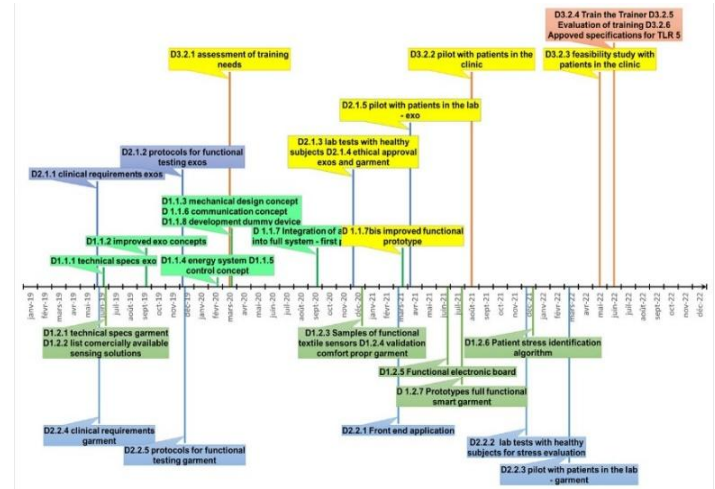 D3.2.4 Train the Trainer D3.2.5
Evaluation of training D3.2.6
Appoved specifications for TLR 5
D3.2.1 assessment of training
needs
D3.2.2 pilot with patients in the
clinic
D3.2.3 feasibility study with
patients in the clinic
D2.1.5 pilot with patients in the lab
- exo
D2.1.3 lab tests with healthy
subjects D2.1.4 ethical approval
exos and garment
D2.1.2 protocols for functional
testing exos
D2.1.1 clinical requirements exos
D1.1.3 mechanical design concept
D 1.1.6 communication concept
D1.1.8 development dummy device
D 1.1.7 Integration of a
into full system - first
D 1.1.7bis improved functional
prototype
D1.1.2 improved exo concepts
D1.1.1 technical specs exo
D1.1.4 energy system D1.1.5
control concept
janv-19
févr-19
mars-19
avr-19
mai-19
juin-19
juil-19
août-19
sept-19
oct-19
nov-19
déc-19
janv-20
févr-20
mars-20
avr-20
mai-20
juin-20
juil-20
août-20
sept-20
oct-20
nov-20
déc-20
janv-21
févr-21
mars-21
avr-21
mai-21
juin-21
juil-21
août-21
sept-21
oct-21
nov-21
déc-21
janv-22
févr-22
mars-22
avr-22
mai-22
juin-22
juil-22
août-22
sept-22
oct-22
nov-22
déc-22
D1.2.1 technical specs garment
D1.2.2 list comercially available
sensing solutions
D1.2.3 Samples of functional
textile sensors D1.2.4 validation
comfort propr garment
D1.2.6 Patient stress identification
algorithm
D1.2.5 Functional electronic board
D 1.2.7 Prototypes full functional
smart garment
D2.2.4 clinical requirements
garment
D2.2.5 protocols for functional
testing garment
D2.2.1 Front end application
D2.2.2 lab tests with healthy
subjects for stress evaluation
D2.2.3 pilot with patients in the lab
- garment